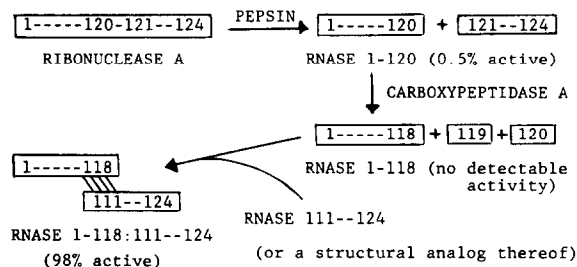 1-----120-121--124
PEPSIN
1-----120 + 121--124
RIBONUCLEASE A
RNASE 1-120 (0.5% active)
CARBOXYPEPTIDASE A
1-----118 + 119 + 120
RNASE 1-118 (no detectable
activity)
1-----118
111--124
RNASE 1-118:111--124
(98% active)
RNASE 111--124
(or a structural analog thereof)